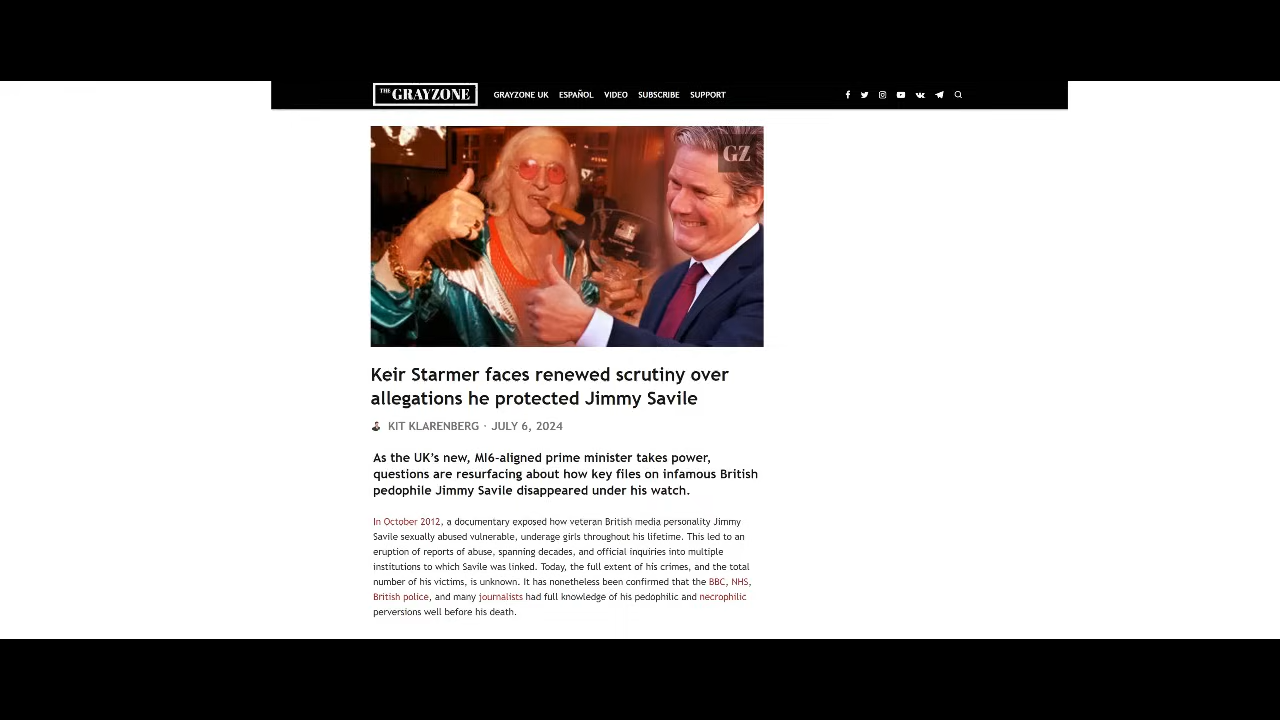 THE GRAYZONE
GRAYZONE UK ESPAÑOL VIDEO SUBSCRIBE SUPPORT
GZ
Keir Starmer faces renewed scrutiny over
allegations he protected Jimmy Savile
KIT KLARENBERG · JULY 6, 2024
As the UK's new, MI6-aligned prime minister takes power,
questions are resurfacing about how key files on infamous British
pedophile Jimmy Savile disappeared under his watch.
In October 2012, a documentary exposed how veteran British media personality Jimmy
Savile sexually abused vulnerable, underage girls throughout his lifetime. This led to an
eruption of reports of abuse, spanning decades, and official inquiries into multiple
institutions to which Savile was linked. Today, the full extent of his crimes, and the total
number of his victims, is unknown. It has nonetheless been confirmed that the BBC, NHS,
British police, and many journalists had full knowledge of his pedophilic and necrophilic
perversions well before his death.